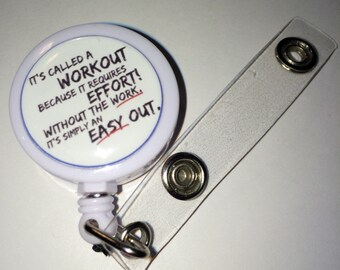 IT'S CALLED A
WORKOUT
BECAUSE IT REQUIRES
EFFORT!
WITHOUT THE WORK,
IT'S SIMPLY AN
EASY OUT.